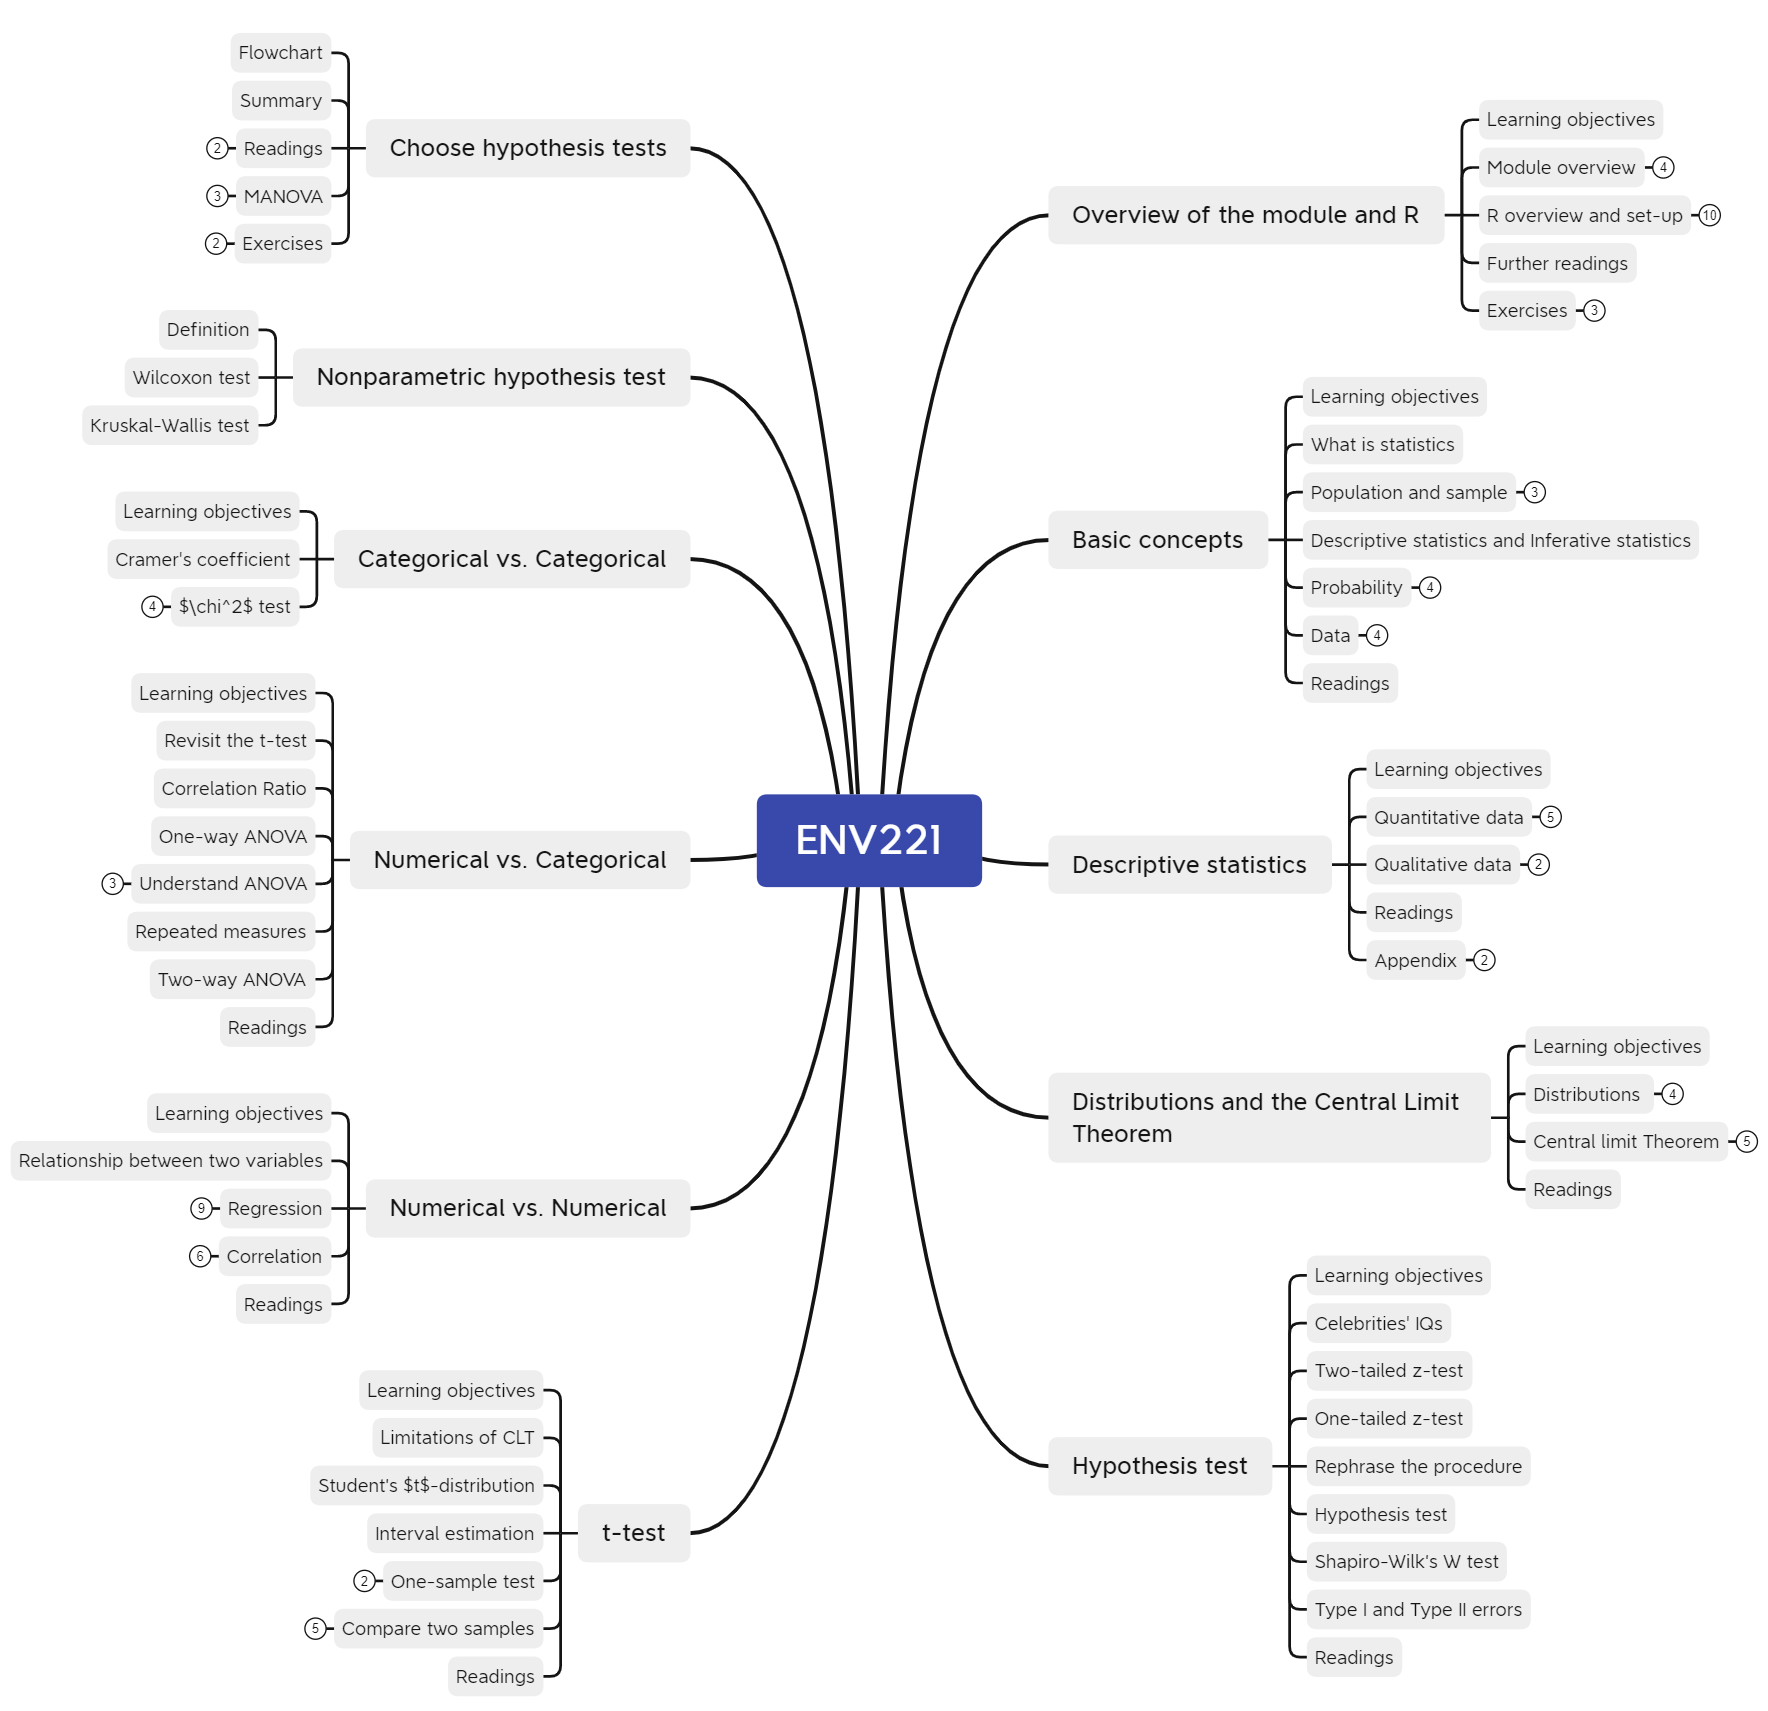 ENV221
Overview of the module and R
Learning objectives
Module overview
4
R overview and set-up
10
Further readings
Exercises
3
Basic concepts
Learning objectives
What is statistics
Population and sample
3
Descriptive statistics and Inferative statistics
Probability
4
Data
4
Readings
Descriptive statistics
Learning objectives
Quantitative data
5
Qualitative data
2
Readings
Appendix
2
Distributions and the Central Limit
Theorem
Learning objectives
Distributions
4
Central limit Theorem
5
Readings
Hypothesis test
Learning objectives
Celebrities' IQs
Two-tailed z-test
One-tailed z-test
Rephrase the procedure
Hypothesis test
Shapiro-Wilk's W test
Type I and Type II errors
Readings
Choose hypothesis tests
Flowchart
Summary
2
Readings
3
MANOVA
2
Exercises
Nonparametric hypothesis test
Definition
Wilcoxon test
Kruskal-Wallis test
Categorical vs. Categorical
Learning objectives
Cramer's coefficient
4
$\chi^2$ test
Numerical vs. Categorical
Learning objectives
Revisit the t-test
Correlation Ratio
One-way ANOVA
3
Understand ANOVA
Repeated measures
Two-way ANOVA
Readings
Numerical vs. Numerical
Learning objectives
Relationship between two variables
9
Regression
6
Correlation
Readings
t-test
Learning objectives
Limitations of CLT
Student's $t$-distribution
Interval estimation
2
One-sample test
5
Compare two samples
Readings